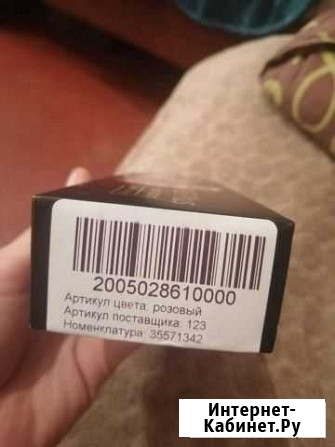 2005028610000
Артикул цвета: розовый
Артикул поставщика: 123
Номенклатура: 35571342
Интернет-
Кабинет.Ру